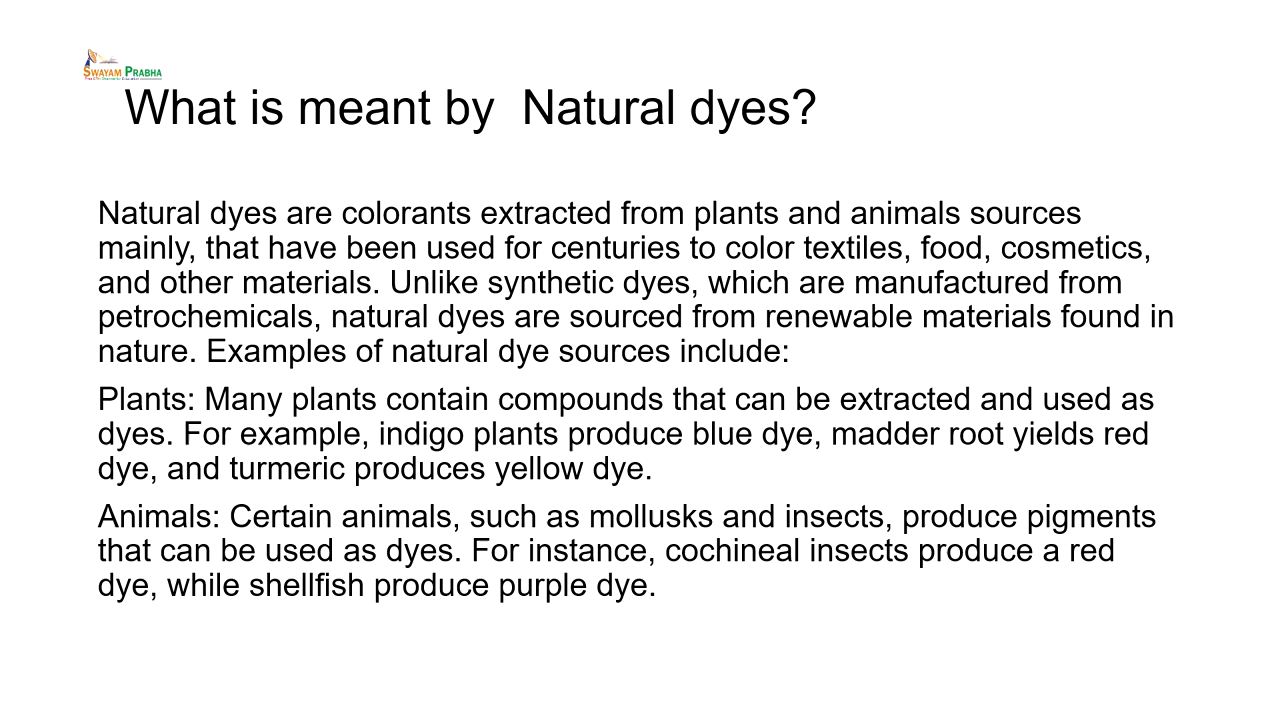 SWAYAM PRABHA
What is meant by  Natural dyes?
Natural dyes are colorants extracted from plants and animals sources
mainly, that have been used for centuries to color textiles, food, cosmetics,
and other materials. Unlike synthetic dyes, which are manufactured from
petrochemicals, natural dyes are sourced from renewable materials found in
nature. Examples of natural dye sources include:
Plants: Many plants contain compounds that can be extracted and used as
dyes. For example, indigo plants produce blue dye, madder root yields red
dye, and turmeric produces yellow dye.
Animals: Certain animals, such as mollusks and insects, produce pigments
that can be used as dyes. For instance, cochineal insects produce a red
dye, while shellfish produce purple dye.